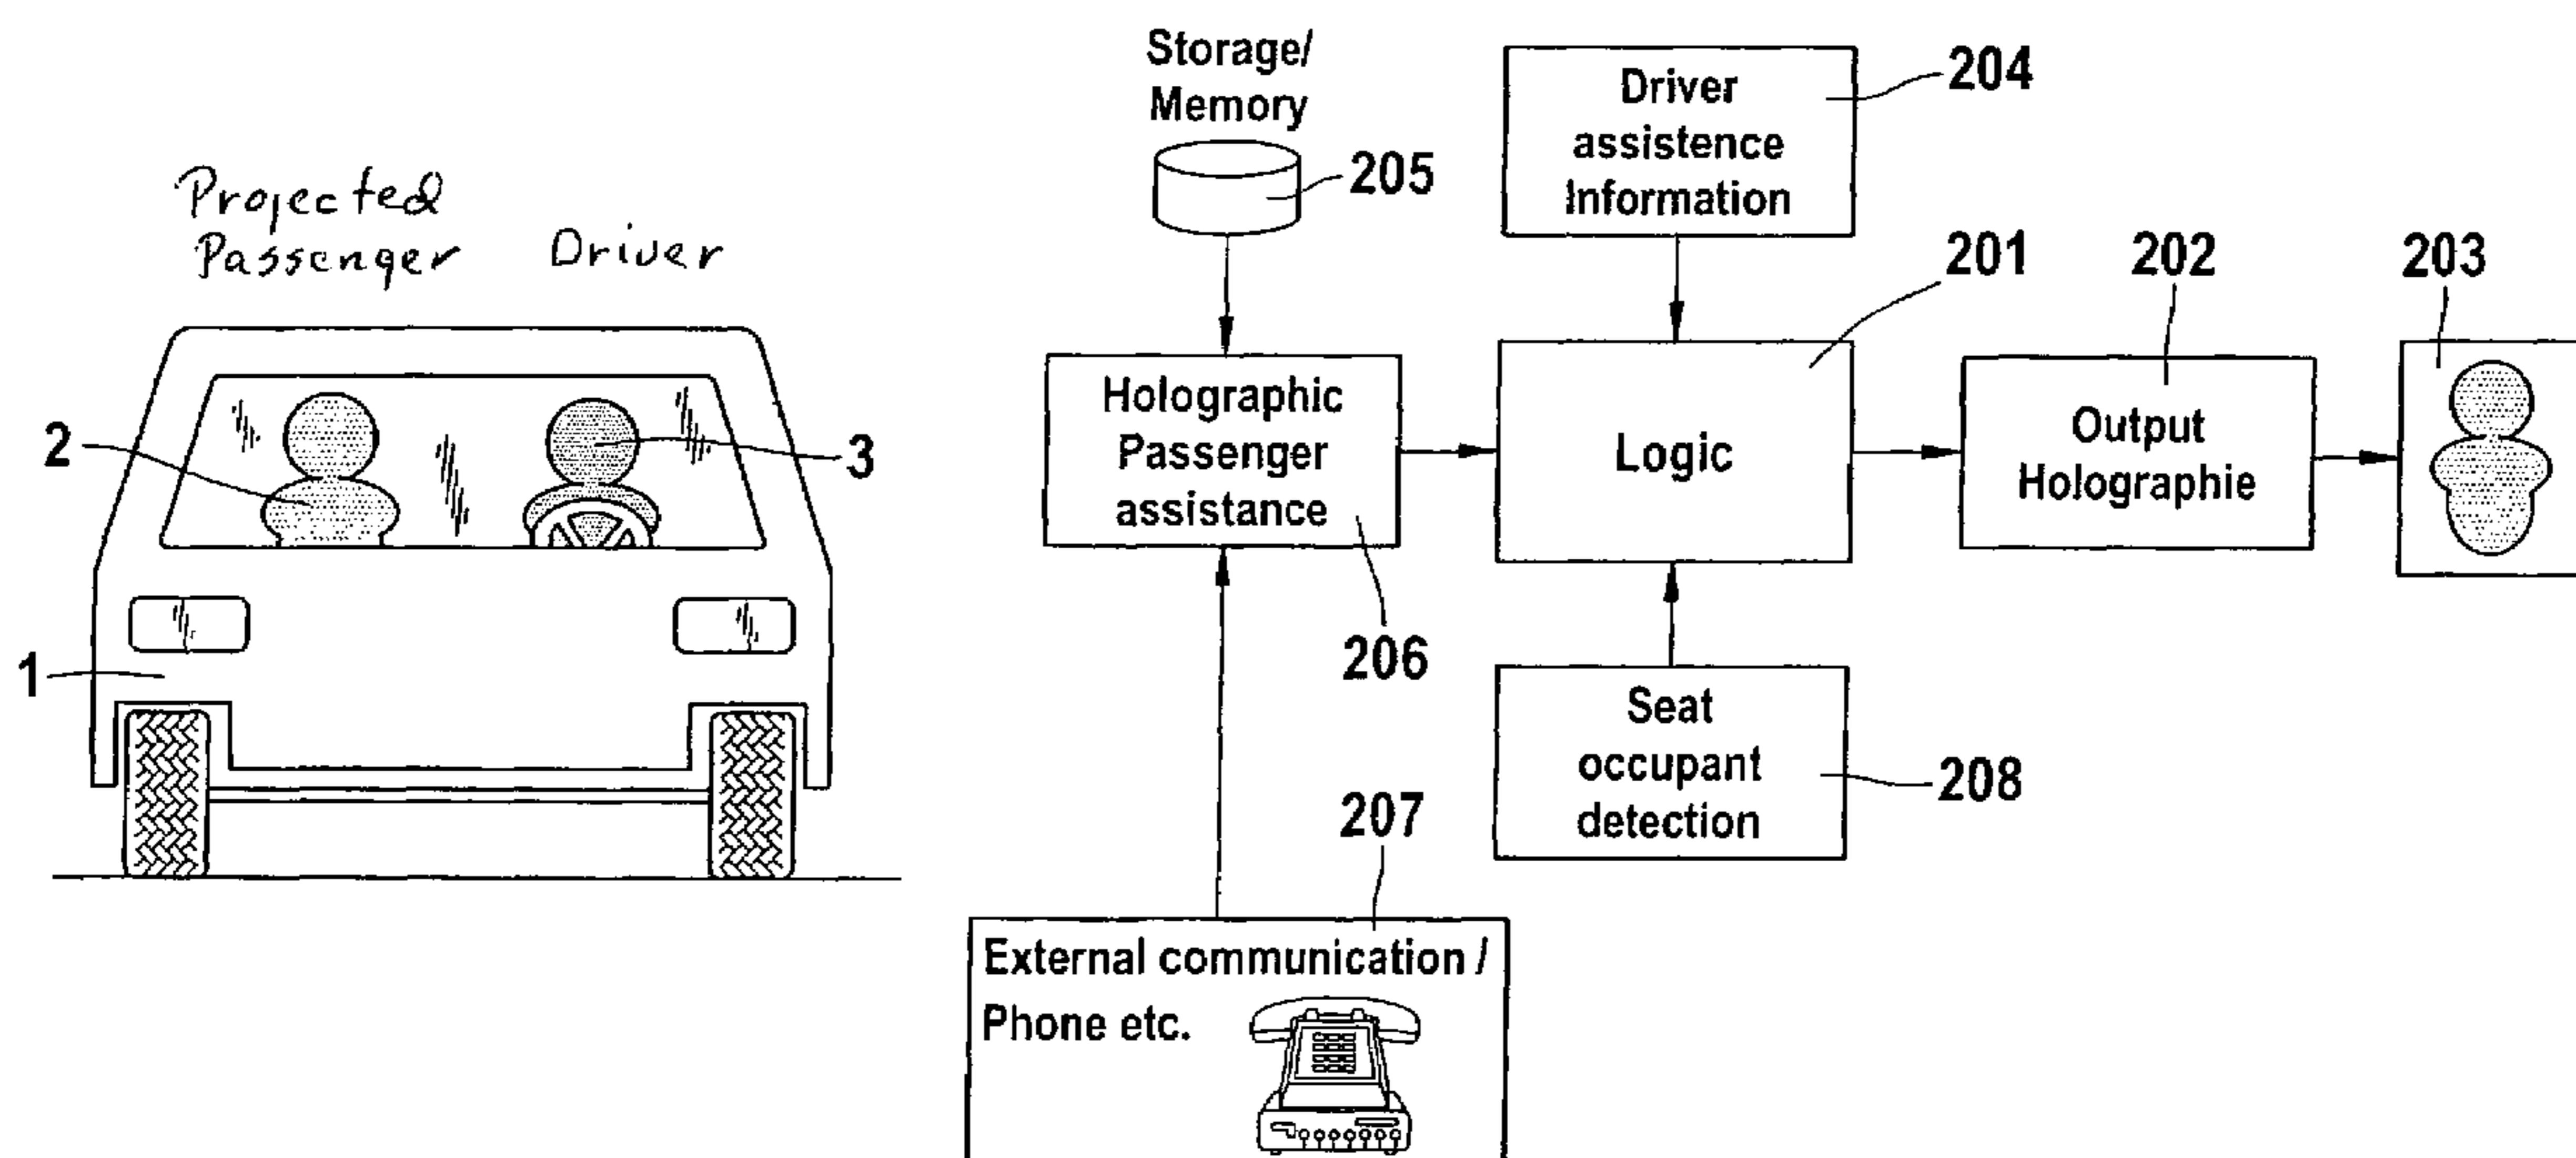 Projected
Passenger
Driver
2
3
1
Storage/
Memory
205
Driver
assistence
Information
204
Holographic
Passenger
assistance
206
Logic
201
Output
Holographie
202
203
Seat
occupant
detection
208
207
External communication /
Phone etc.